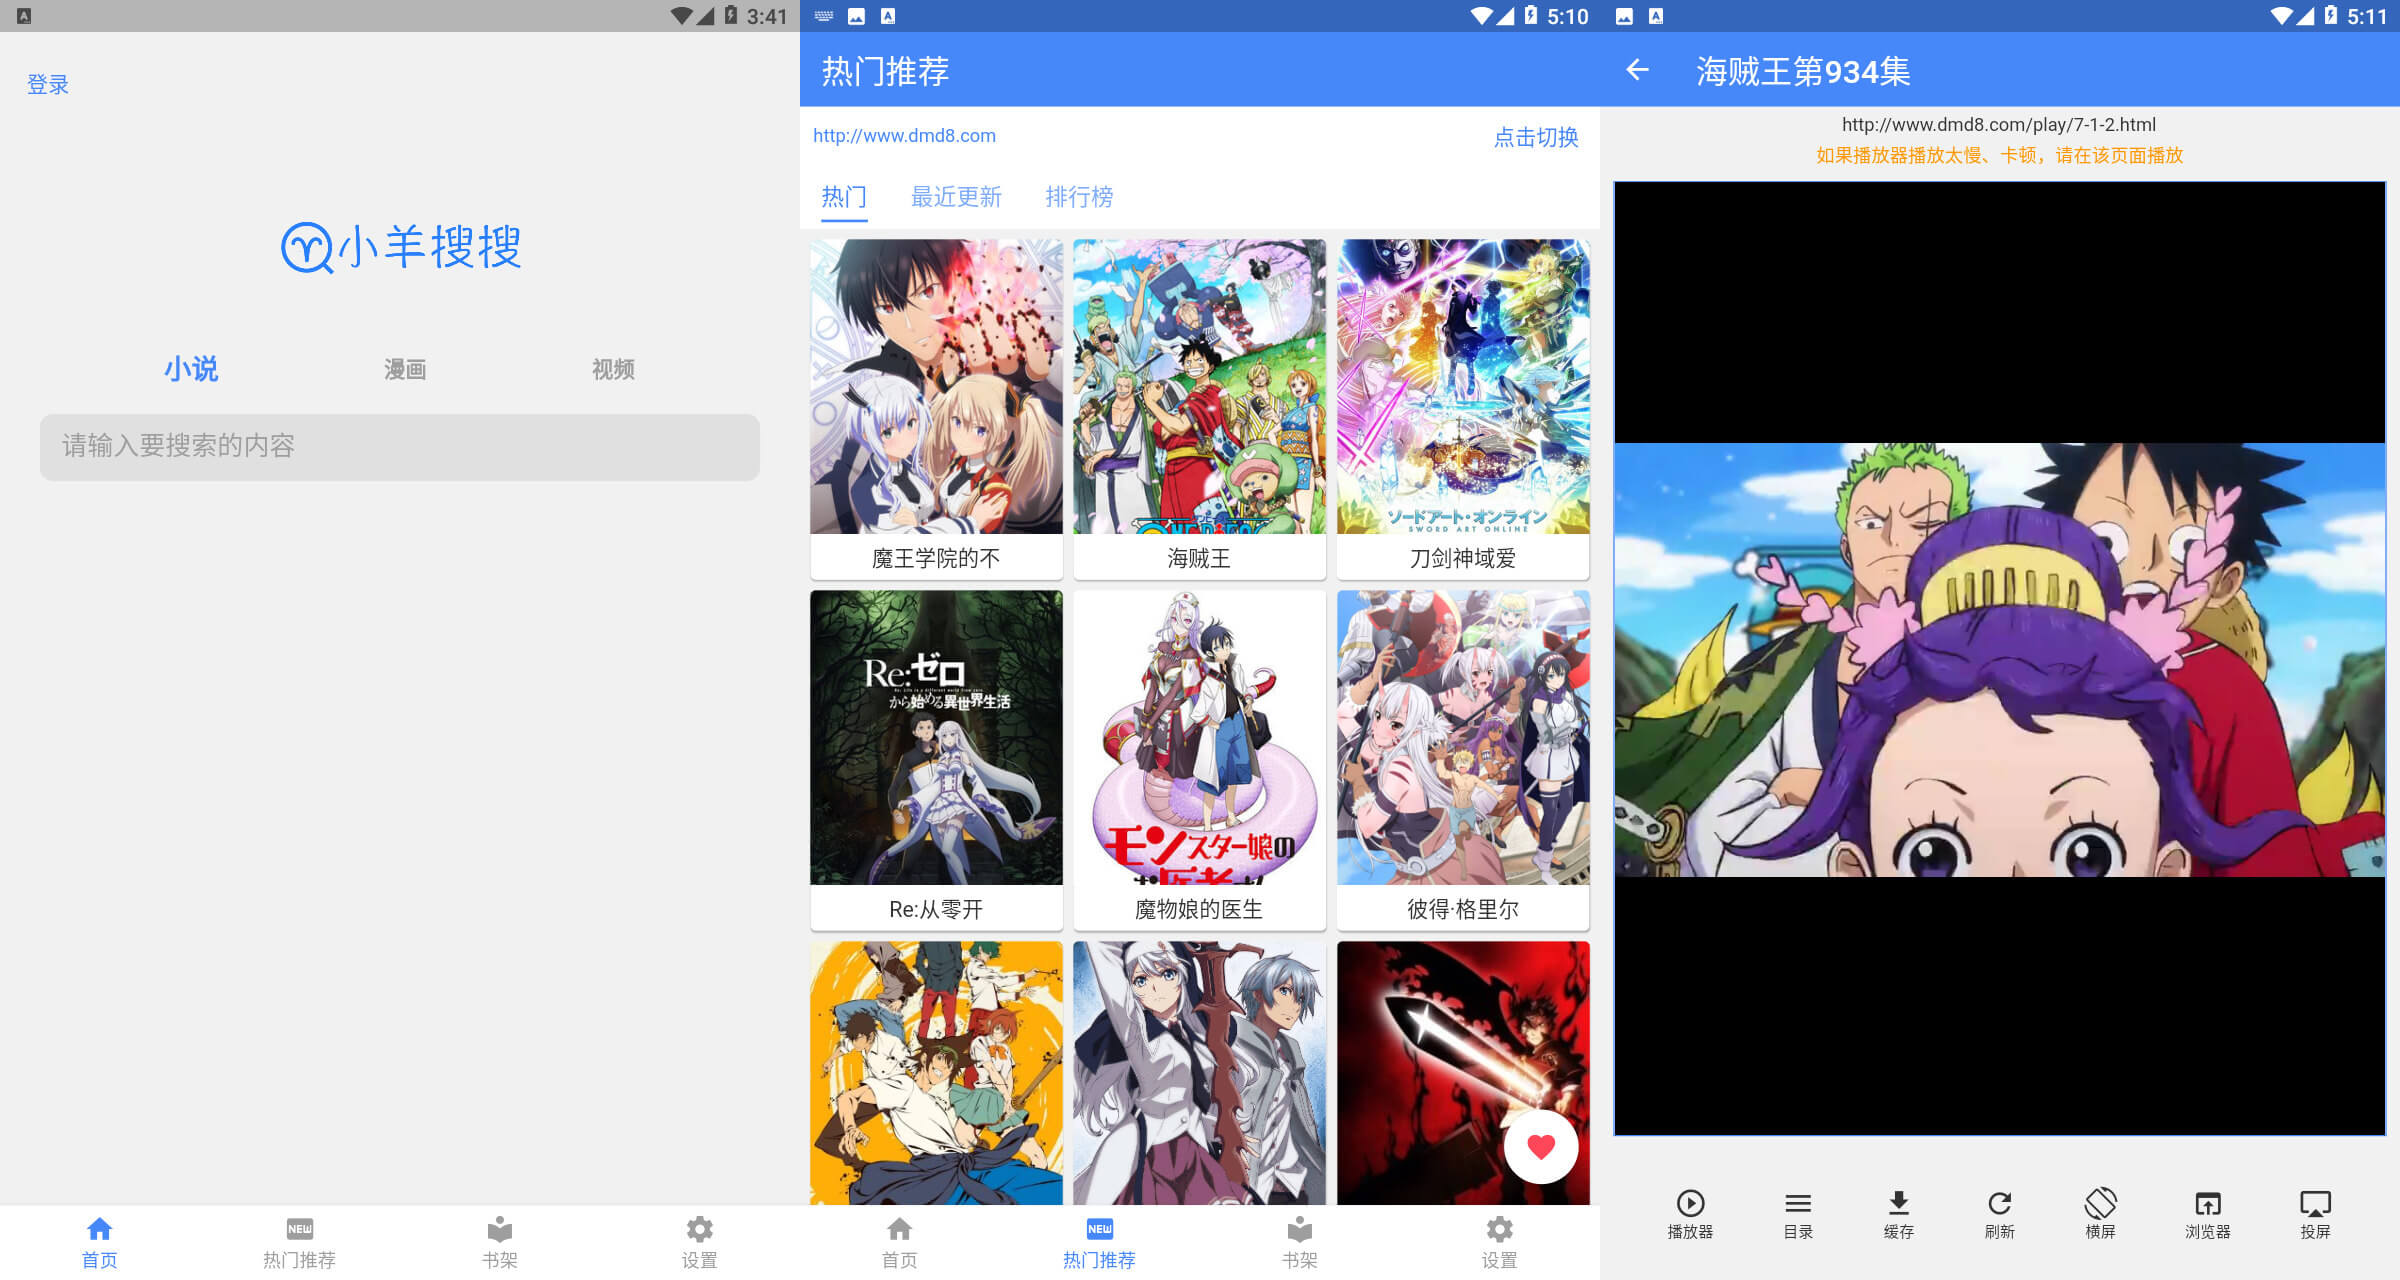 3:41
登录
小羊搜搜
小说
漫画
视频
请输入要搜索的内容
首页
热门推荐
书架
设置
5:10
热门推荐
http://www.dmd8.com
点击切换
热门
最近更新
排行榜
ソードアート・オンライン
SWORD ART ONLINE
魔王学院的不
海贼王
刀剑神域爱
Re:ゼロ
から始める異世界生活
モンスター娘の
Re:从零开
魔物娘的医生
彼得·格里尔
首页
NEW
热门推荐
书架
设置
5:11
海贼王第934集
http://www.dmd8.com/play/7-1-2.html
如果播放器播放太慢、卡顿，请在该页面播放
播放器
目录
缓存
刷新
横屏
浏览器
投屏